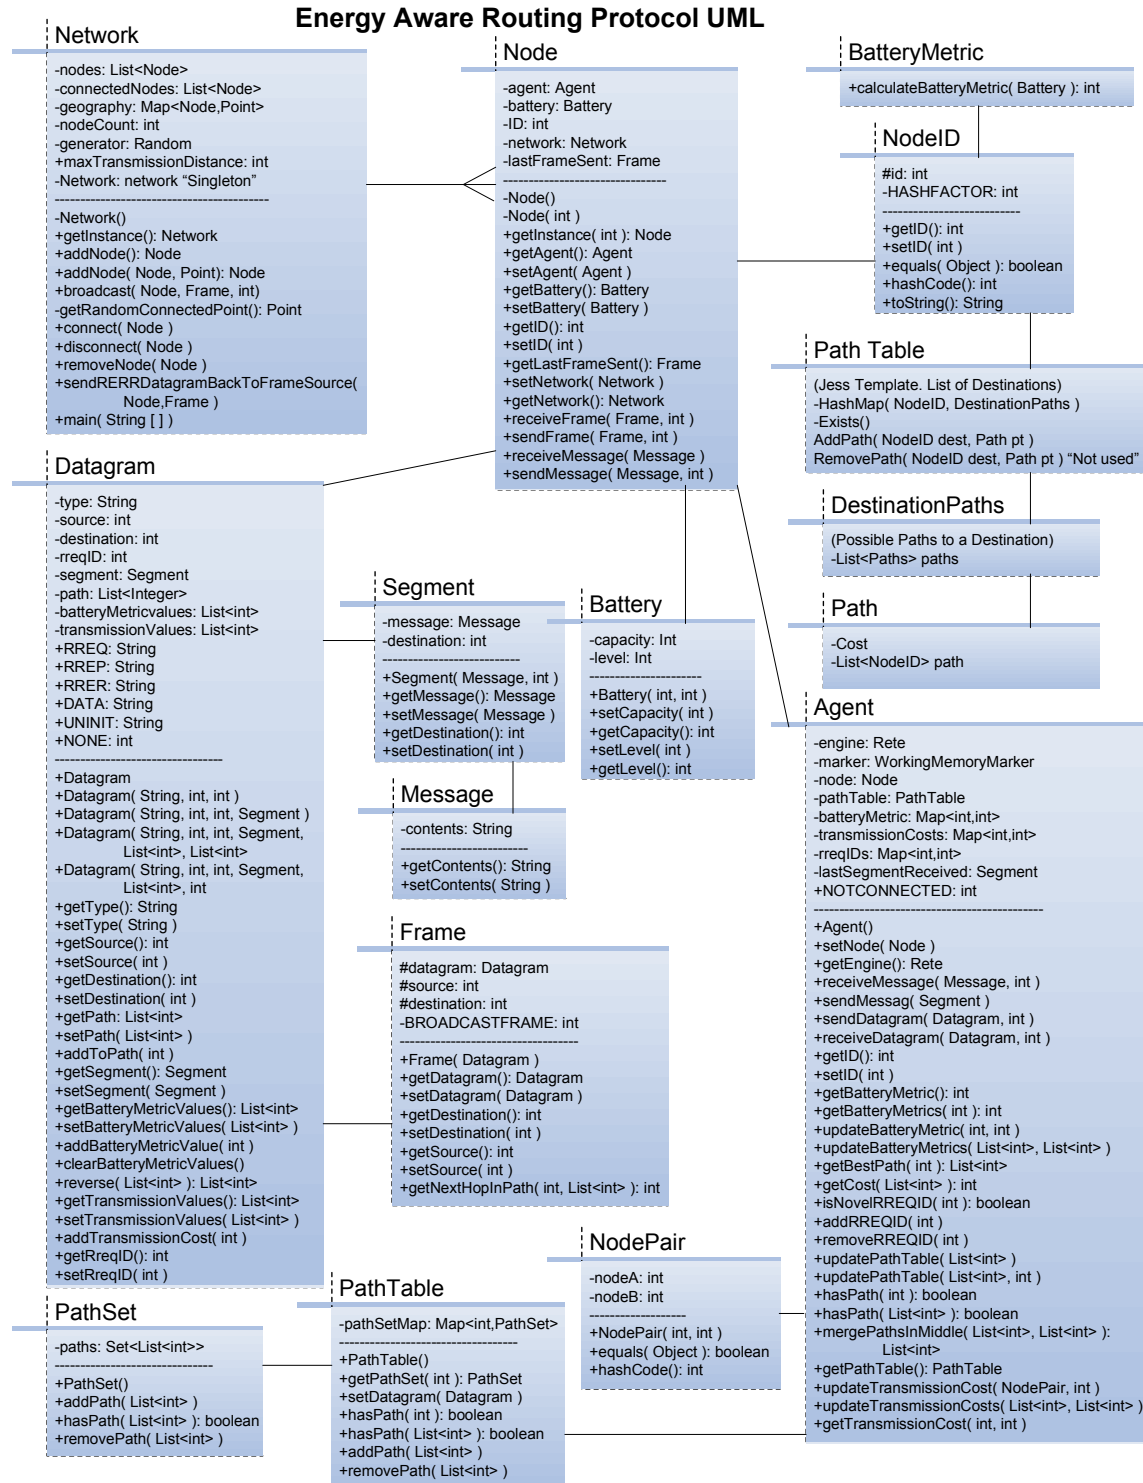 Energy Aware Routing Protocol UML
Network
-nodes: List<Node>
-connectedNodes: List<Node>
-geography: Map<Node,Point>
-nodeCount: int
-generator: Random
+maxTransmissionDistance: int
-Network: network “Singleton”
-Network()
+getInstance(): Network
+addNode(): Node
+addNode( Node, Point): Node
+broadcast( Node, Frame, int)
-getRandomConnectedPoint(): Point
+connect( Node )
+disconnect( Node )
+removeNode( Node )
+sendRERRDatagramBackToFrameSource(
Node,Frame )
+main( String [ ] )
Node
-agent: Agent
-battery: Battery
-ID: int
-network: Network
-lastFrameSent: Frame
-Node()
-Node( int )
+getInstance( int ): Node
+getAgent(): Agent
+setAgent( Agent )
+getBattery(): Battery
+setBattery( Battery )
+getID(): int
+setID( int )
+getLastFrameSent(): Frame
+setNetwork( Network )
+getNetwork(): Network
+receiveFrame( Frame, int )
+sendFrame( Frame, int )
+receiveMessage( Message )
+sendMessage( Message, int )
BatteryMetric
+calculateBatteryMetric( Battery ): int
NodeID
#id: int
-HASHFACTOR: int
+getID(): int
+setID( int )
+equals( Object ): boolean
+hashCode(): int
+toString(): String
Path Table
(Jess Template. List of Destinations)
-HashMap( NodeID, DestinationPaths )
-Exists()
AddPath( NodeID dest, Path pt )
RemovePath( NodeID dest, Path pt ) “Not used”
DestinationPaths
(Possible Paths to a Destination)
-List<Paths> paths
Path
-Cost
-List<NodeID> path
Datagram
-type: String
-source: int
-destination: int
-rreqID: int
-segment: Segment
-path: List<Integer>
-batteryMetricvalues: List<int>
-transmissionValues: List<int>
+RREQ: String
+RREP: String
+RRER: String
+DATA: String
+UNINIT: String
+NONE: int
+Datagram
+Datagram( String, int, int )
+Datagram( String, int, int, Segment )
+Datagram( String, int, int, Segment,
List<int>, List<int>
+Datagram( String, int, int, Segment,
List<int>, int
+getType(): String
+setType( String )
+getSource(): int
+setSource( int )
+getDestination(): int
+setDestination( int )
+getPath: List<int>
+setPath( List<int> )
+addToPath( int )
+getSegment(): Segment
+setSegment( Segment )
+getBatteryMetricValues(): List<int>
+setBatteryMetricValues( List<int> )
+addBatteryMetricValue( int )
+clearBatteryMetricValues()
+reverse( List<int> ): List<int>
+getTransmissionValues(): List<int>
+setTransmissionValues( List<int> )
+addTransmissionCost( int )
+getRreqID(): int
+setRreqID( int )
Segment
-message: Message
-destination: int
+Segment( Message, int )
+getMessage(): Message
+setMessage( Message )
+getDestination(): int
+setDestination( int )
Battery
-capacity: Int
-level: Int
+Battery( int, int )
+setCapacity( int )
+getCapacity(): int
+setLevel( int )
+getLevel(): int
Message
-contents: String
+getContents(): String
+setContents( String )
Frame
#datagram: Datagram
#source: int
#destination: int
-BROADCASTFRAME: int
+Frame( Datagram )
+getDatagram(): Datagram
+setDatagram( Datagram )
+getDestination(): int
+setDestination( int )
+getSource(): int
+setSource( int )
+getNextHopInPath( int, List<int> ): int
Agent
-engine: Rete
-marker: WorkingMemoryMarker
-node: Node
-pathTable: PathTable
-batteryMetric: Map<int,int>
-transmissionCosts: Map<int,int>
-rreqIDs: Map<int,int>
-lastSegmentReceived: Segment
+NOTCONNECTED: int
+Agent()
+setNode( Node )
+getEngine(): Rete
+receiveMessage( Message, int )
+sendMessag( Segment )
+sendDatagram( Datagram, int )
+receiveDatagram( Datagram, int )
+getID(): int
+setID( int )
+getBatteryMetric(): int
+getBatteryMetrics( int ): int
+updateBatteryMetric( int, int )
+updateBatteryMetrics( List<int>, List<int> )
+getBestPath( int ): List<int>
+getCost( List<int> ): int
+isNovelRREQID( int ): boolean
+addRREQID( int )
+removeRREQID( int )
+updatePathTable( List<int> )
+updatePathTable( List<int>, int )
+hasPath( int ): boolean
+hasPath( List<int> ): boolean
+mergePathsInMiddle( List<int>, List<int> ):
List<int>
+getPathTable(): PathTable
+updateTransmissionCost( NodePair, int )
+updateTransmissionCosts( List<int>, List<int> )
+getTransmissionCost( int, int )
NodePair
-nodeA: int
-nodeB: int
+NodePair( int, int )
+equals( Object ): boolean
+hashCode(): int
PathSet
-paths: Set<List<int>>
+PathSet()
+addPath( List<int> )
+hasPath( List<int> ): boolean
+removePath( List<int> )
PathTable
-pathSetMap: Map<int,PathSet>
+PathTable()
+getPathSet( int ): PathSet
+setDatagram( Datagram )
+hasPath( int ): boolean
+hasPath( List<int> ): boolean
+addPath( List<int> )
+removePath( List<int> )